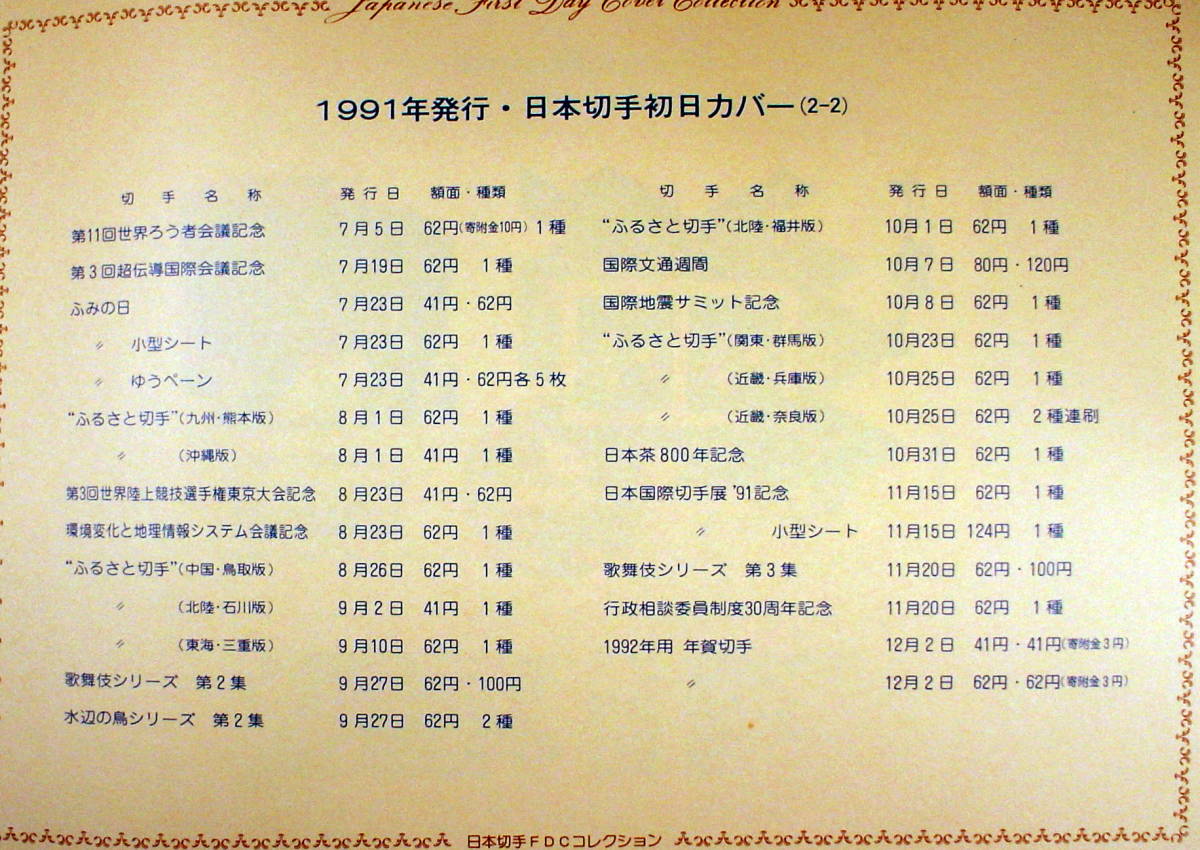 Japanese First Day Cover Collection
1991年発行・日本切手初日カバー(2-2)
切手名称 発行日 額面・種類
第11回世界ろう者会議記念 7月5日 62円(寄附金10円) 1種
第3回超伝導国際会議記念 7月19日 62円 1種
ふみの日 7月23日 41円・62円
〃 小型シート 7月23日 62円 1種
〃 ゆうペーン 7月23日 41円・62円各5枚
“ふるさと切手”(九州・熊本版) 8月1日 62円 1種
〃 (沖縄版) 8月1日 41円 1種
第3回世界陸上競技選手権東京大会記念 8月23日 41円・62円
環境変化と地理情報システム会議記念 8月23日 62円 1種
“ふるさと切手”(中国・鳥取版) 8月26日 62円 1種
〃 (北陸・石川版) 9月2日 41円 1種
〃 (東海・三重版) 9月10日 62円 1種
歌舞伎シリーズ 第2集 9月27日 62円・100円
水辺の鳥シリーズ 第2集 9月27日 62円 2種
切手名称 発行日 額面・種類
“ふるさと切手”(北陸・福井版) 10月1日 62円 1種
国際文通週間 10月7日 80円・120円
国際地震サミット記念 10月8日 62円 1種
“ふるさと切手”(関東・群馬版) 10月23日 62円 1種
〃 (近畿・兵庫版) 10月25日 62円 1種
〃 (近畿・奈良版) 10月25日 62円 2種連刷
日本茶800年記念 10月31日 62円 1種
日本国際切手展'91記念 11月15日 62円 1種
〃 小型シート 11月15日 124円 1種
歌舞伎シリーズ 第3集 11月20日 62円・100円
行政相談委員制度30周年記念 11月20日 62円 1種
1992年用 年賀切手 12月2日 41円・41円(寄附金3円)
〃 12月2日 62円・62円(寄附金3円)
日本切手FDCコレクション